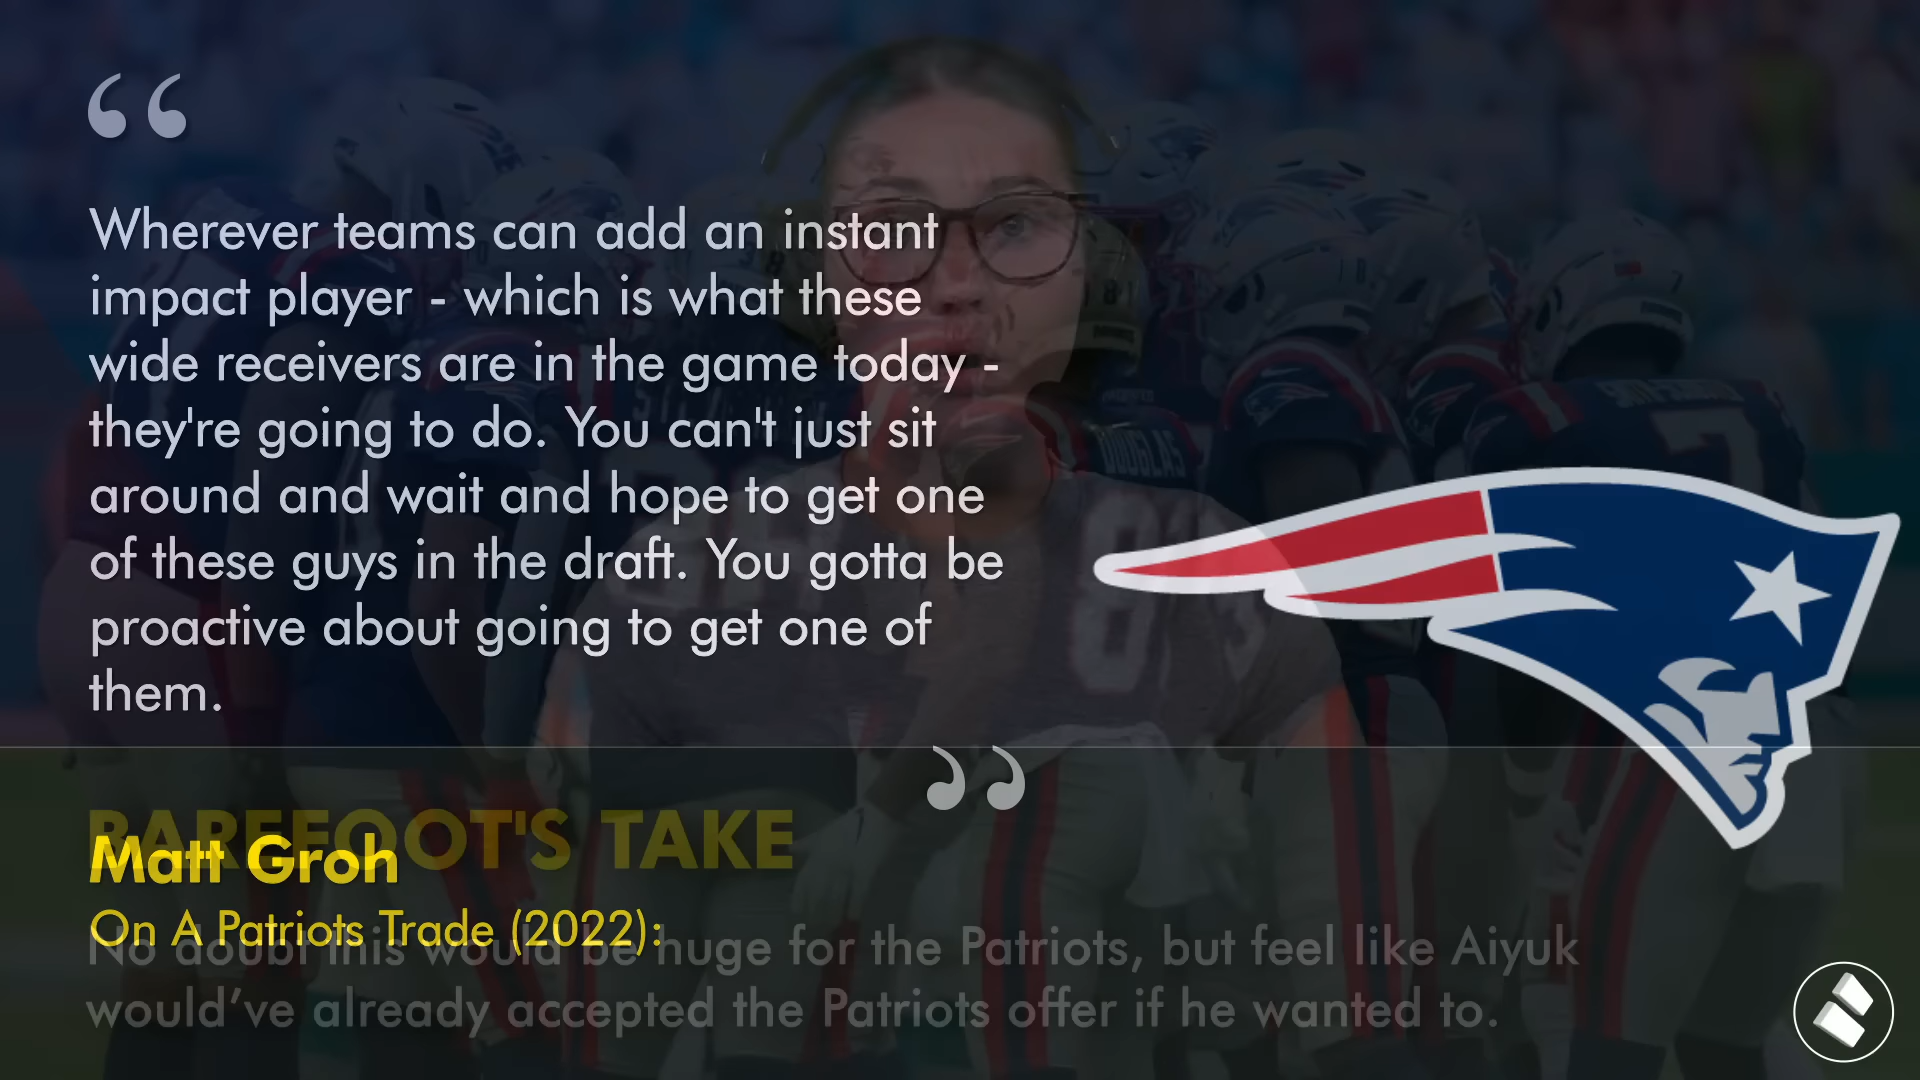 “
Wherever teams can add an instant
impact player - which is what these
wide receivers are in the game today -
they're going to do. You can't just sit
around and wait and hope to get one
of these guys in the draft. You gotta be
proactive about going to get one of
them.
”
BAREFOOT'S TAKE
Matt Groh
On A Patriots Trade (2022):
No doubt this would be huge for the Patriots, but feel like Aiyuk
would’ve already accepted the Patriots offer if he wanted to.
DOUGLAS
81